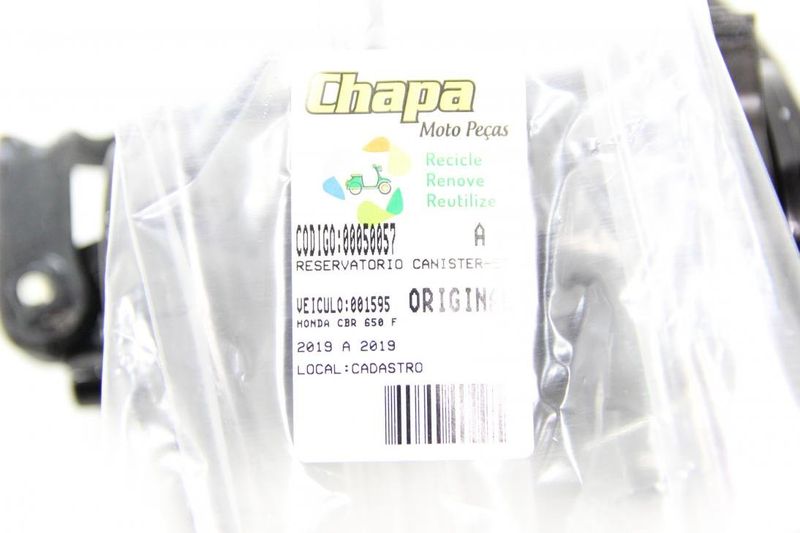 Chapa
Moto Peças
Recicle
Renove
Reutilize
CODIGO:00050057 A
RESERVATORIO CANISTER-
VEICULO:001595 ORIGINA
HONDA CBR 650 F
2019 A 2019
LOCAL:CADASTRO